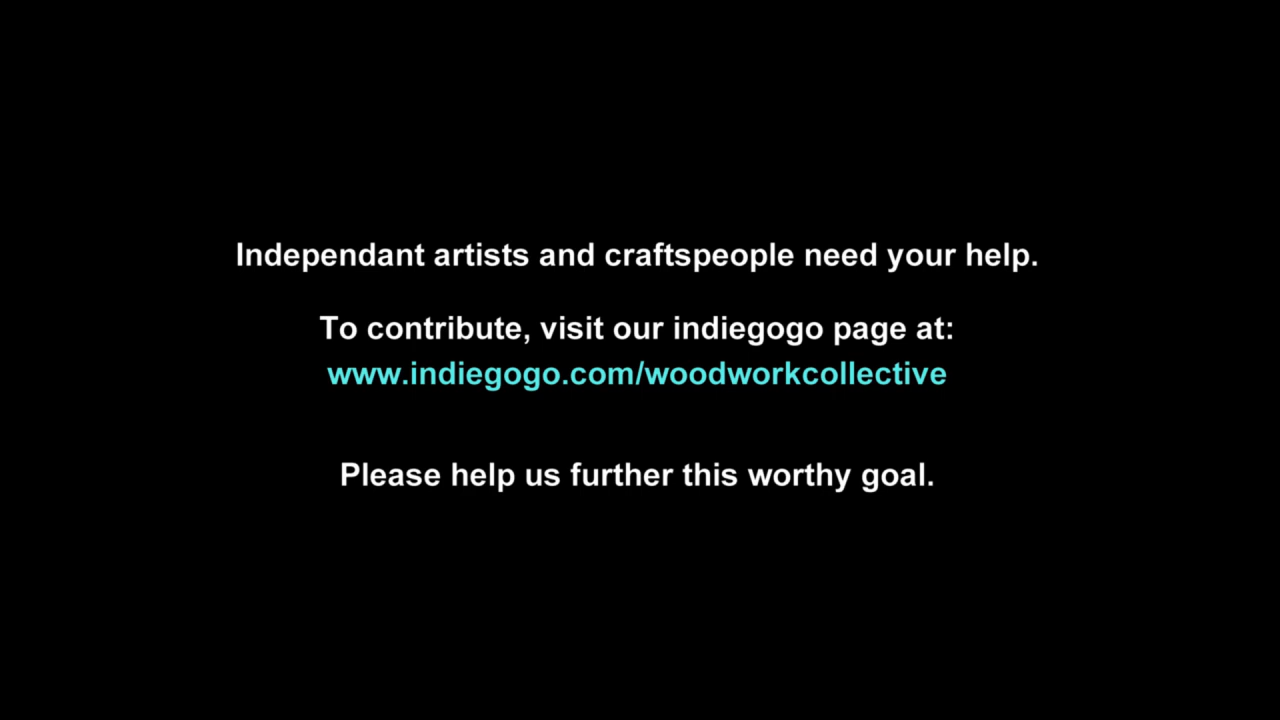 Independant artists and craftspeople need your help.
To contribute, visit our indiegogo page at:
www.indiegogo.com/woodworkcollective
Please help us further this worthy goal.